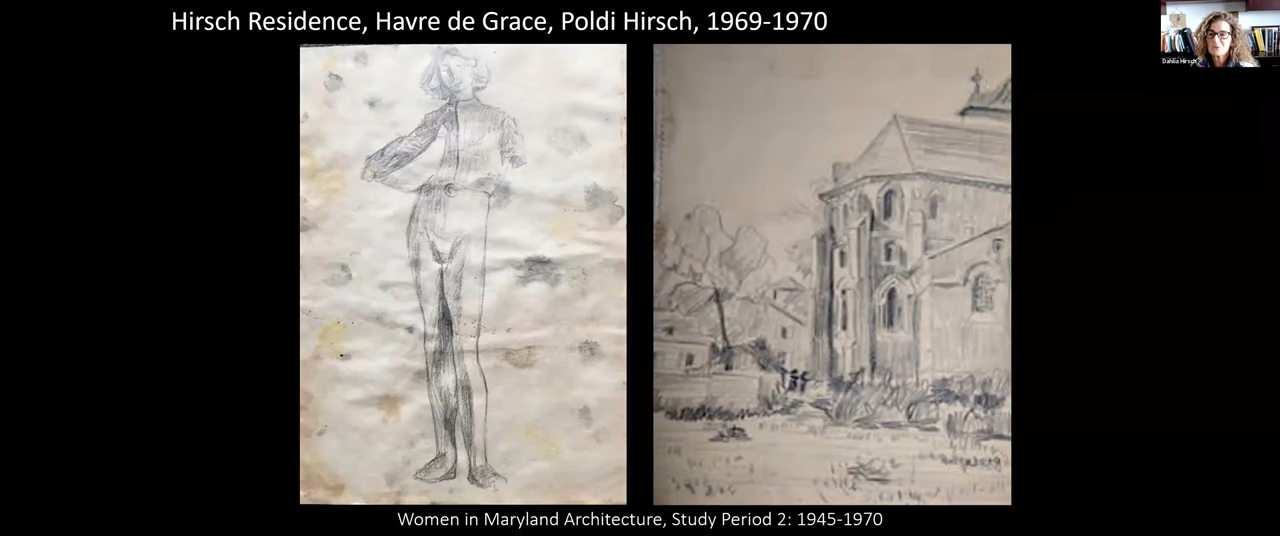 Hirsch Residence, Havre de Grace, Poldi Hirsch, 1969-1970
Dahlia Hirsch
Women in Maryland Architecture, Study Period 2: 1945-1970